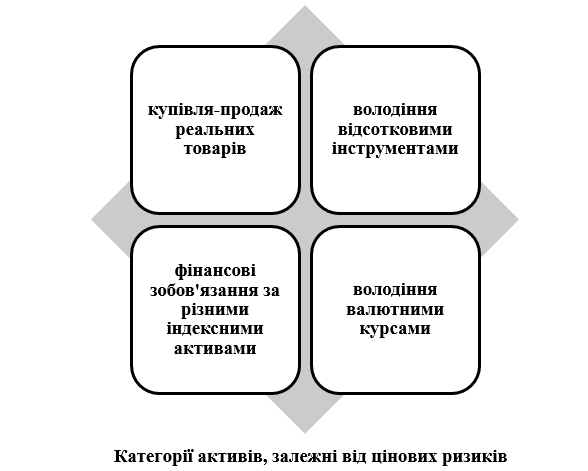 купівля-продаж
реальних
товарів
володіння
відсотковими
інструментами
фінансові
зобов'язання за
різними
індексними
активами
володіння
валютними
курсами
Категорії активів, залежні від цінових ризиків